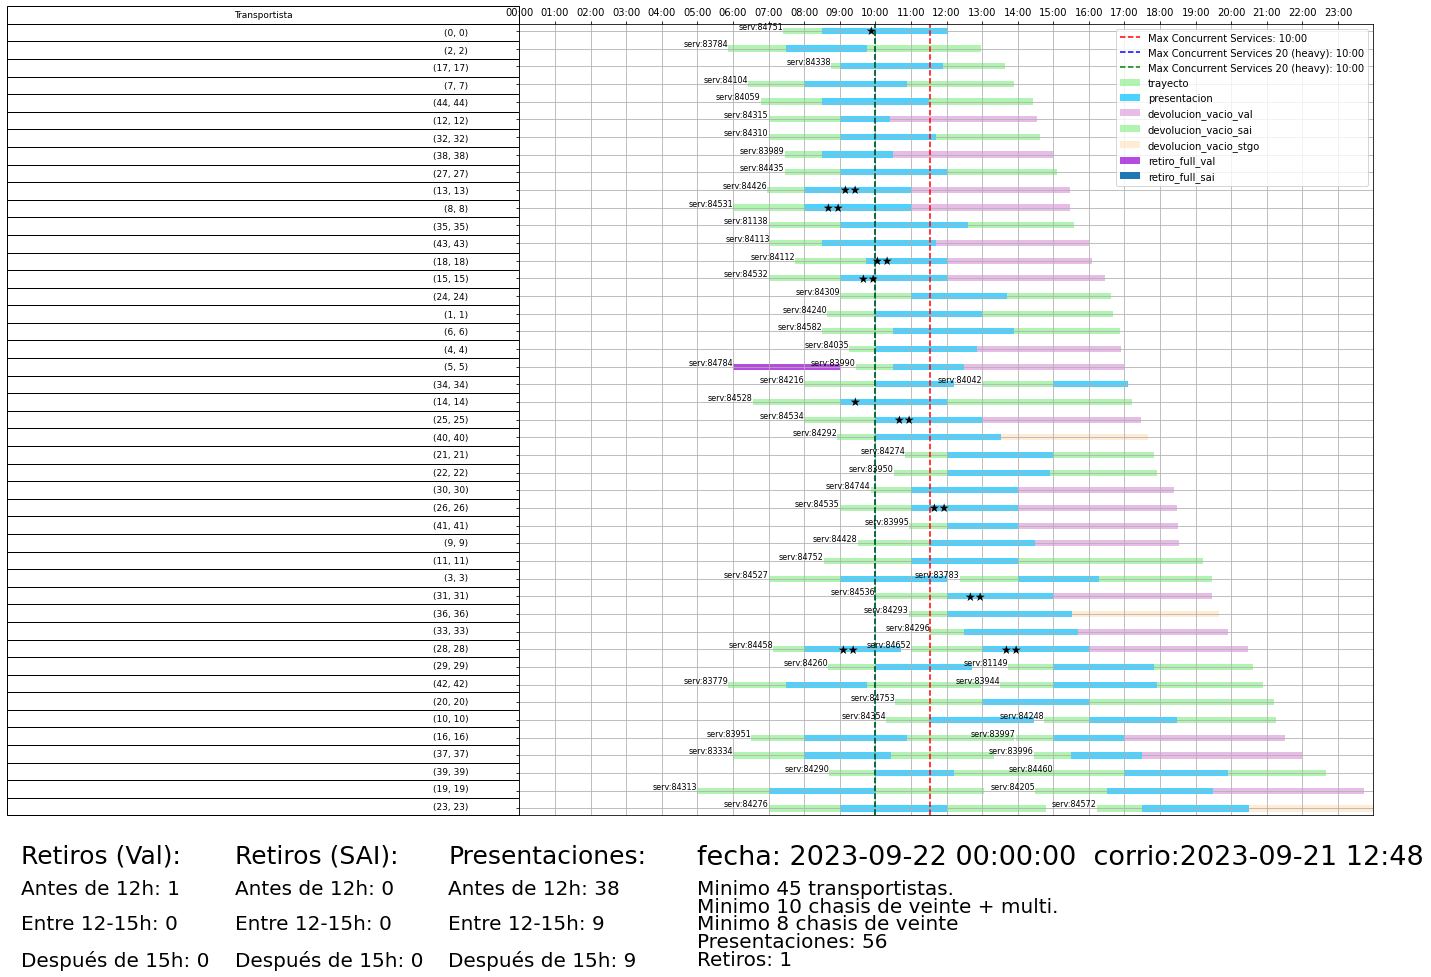 Transportista
00:00 01:00 02:00 03:00 04:00 05:00 06:00 07:00 08:00 09:00 10:00 11:00 12:00 13:00 14:00 15:00 16:00 17:00 18:00 19:00 20:00 21:00 22:00 23:00
Max Concurrent Services: 10:00
Max Concurrent Services 20 (heavy): 10:00
Max Concurrent Services 20 (heavy): 10:00
trayecto
presentacion
devolucion_vacio_val
devolucion_vacio_sai
devolucion_vacio_stgo
retiro_full_val
retiro_full_sai
(0, 0) serv:84751
(2, 2) serv:83784
(17, 17) serv:84338
(7, 7) serv:84104
(44, 44) serv:84059
(12, 12) serv:84315
(32, 32) serv:84310
(38, 38) serv:83989
(27, 27) serv:84435
(13, 13) serv:84426
(8, 8) serv:84531
(35, 35) serv:81138
(43, 43) serv:84113
(18, 18) serv:84112
(15, 15) serv:84532
(24, 24) serv:84309
(1, 1) serv:84240
(6, 6) serv:84582
(4, 4) serv:84035
(5, 5) serv:84784 serv:83990
(34, 34) serv:84216 serv:84042
(14, 14) serv:84528
(25, 25) serv:84534
(40, 40) serv:84292
(21, 21) serv:84274
(22, 22) serv:83950
(30, 30) serv:84744
(26, 26) serv:84535
(41, 41) serv:83995
(9, 9) serv:84428
(11, 11) serv:84752
(3, 3) serv:84527 serv:83783
(31, 31) serv:84536
(36, 36) serv:84293
(33, 33) serv:84296
(28, 28) serv:84458 serv:84652
(29, 29) serv:84260 serv:81149
(42, 42) serv:83779 serv:83944
(20, 20) serv:84753
(10, 10) serv:84354 serv:84248
(16, 16) serv:83951 serv:83997
(37, 37) serv:83334 serv:83996
(39, 39) serv:84290 serv:84460
(19, 19) serv:84313 serv:84205
(23, 23) serv:84276 serv:84572
Retiros (Val):
Antes de 12h: 1
Entre 12-15h: 0
Después de 15h: 0
Retiros (SAI):
Antes de 12h: 0
Entre 12-15h: 0
Después de 15h: 0
Presentaciones:
Antes de 12h: 38
Entre 12-15h: 9
Después de 15h: 9
fecha: 2023-09-22 00:00:00 corrio:2023-09-21 12:48
Minimo 45 transportistas.
Minimo 10 chasis de veinte + multi.
Minimo 8 chasis de veinte
Presentaciones: 56
Retiros: 1